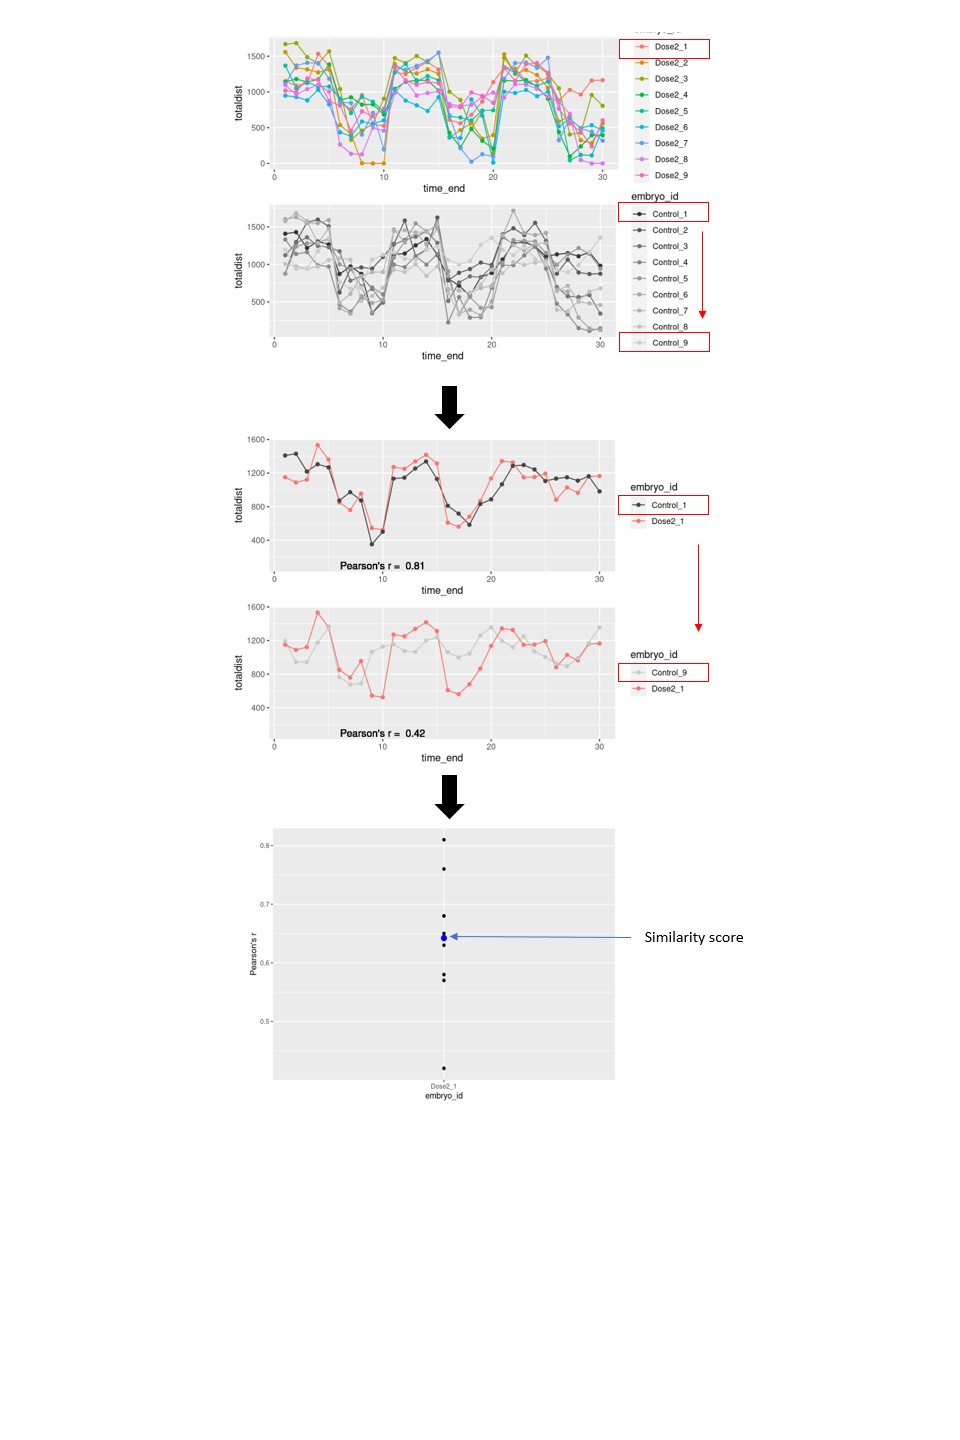 embryo_id
1500
1000
500
0
totaldist
0
10
20
30
time_end
Dose2_1
Dose2_2
Dose2_3
Dose2_4
Dose2_5
Dose2_6
Dose2_7
Dose2_8
Dose2_9
1500
1000
500
totaldist
0
10
20
30
time_end
embryo_id
Control_1
Control_2
Control_3
Control_4
Control_5
Control_6
Control_7
Control_8
Control_9
1600
1200
800
400
totaldist
Pearson's r = 0.81
0
10
20
30
time_end
embryo_id
Control_1
Dose2_1
1600
1200
800
400
totaldist
Pearson's r = 0.42
0
10
20
30
time_end
embryo_id
Control_9
Dose2_1
0.8
0.7
0.6
0.5
Pearson's r
Similarity score
Dose2_1
embryo_id